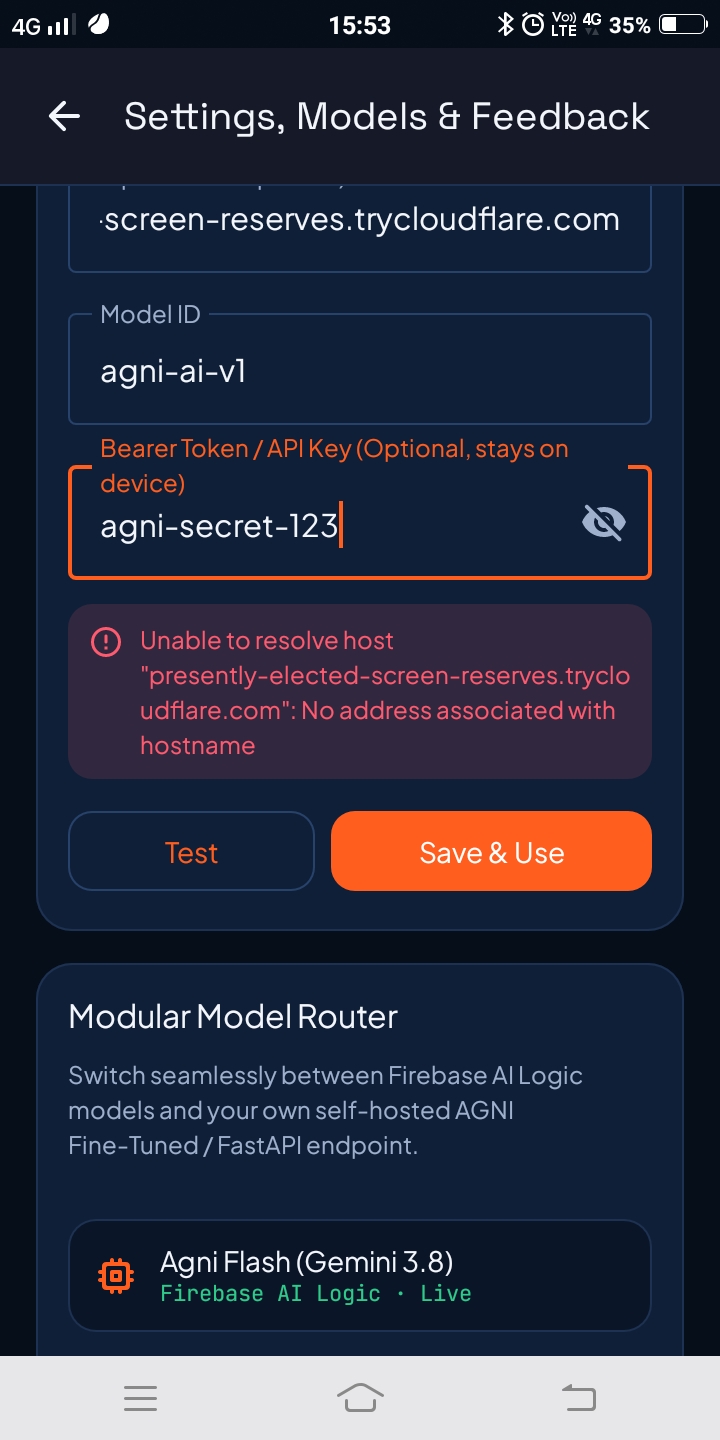 4G
15:53
Vo))
LTE
4G
35%
Settings, Models & Feedback
-screen-reserves.trycloudflare.com
Model ID
agni-ai-v1
Bearer Token / API Key (Optional, stays on
device)
agni-secret-123
Unable to resolve host
"presently-elected-screen-reserves.tryclo
udflare.com": No address associated with
hostname
Test
Save & Use
Modular Model Router
Switch seamlessly between Firebase AI Logic
models and your own self-hosted AGNI
Fine-Tuned / FastAPI endpoint.
Agni Flash (Gemini 3.8)
Firebase AI Logic · Live